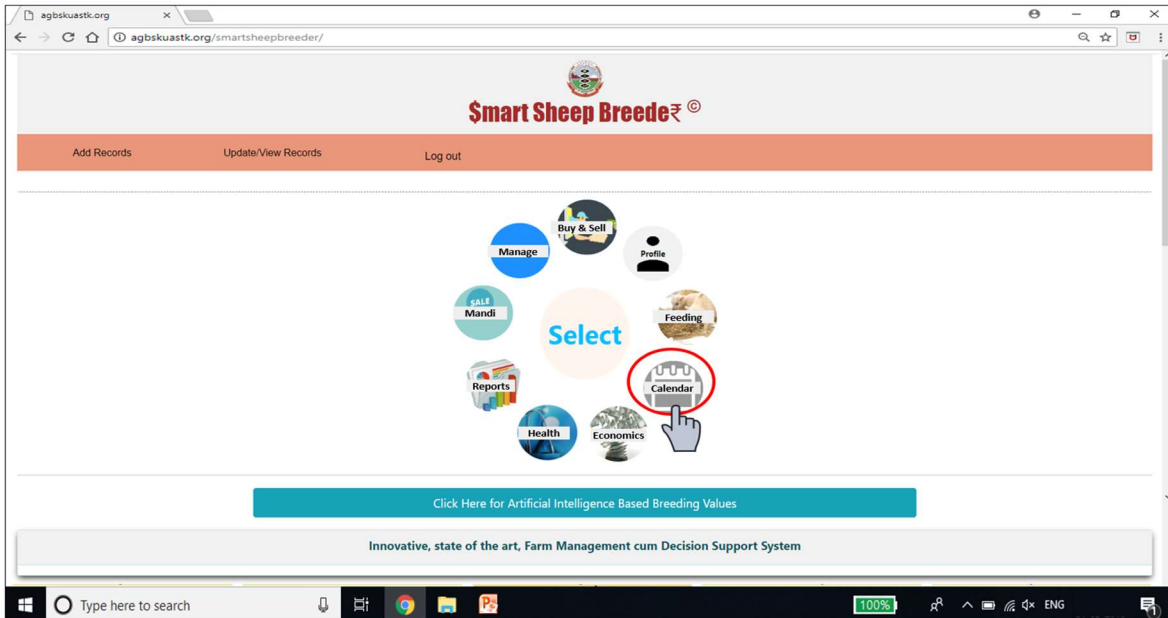 agbskuastk.org
agbskuastk.org/smartsheepbreeder/
$mart Sheep Breede₹ ©
Add Records
Update/View Records
Log out
Buy & Sell
Manage
Profile
SALE
Mandi
Feeding
Select
Reports
Calendar
Health
Economics
Click Here for Artificial Intelligence Based Breeding Values
Innovative, state of the art, Farm Management cum Decision Support System
Type here to search
100%
ENG